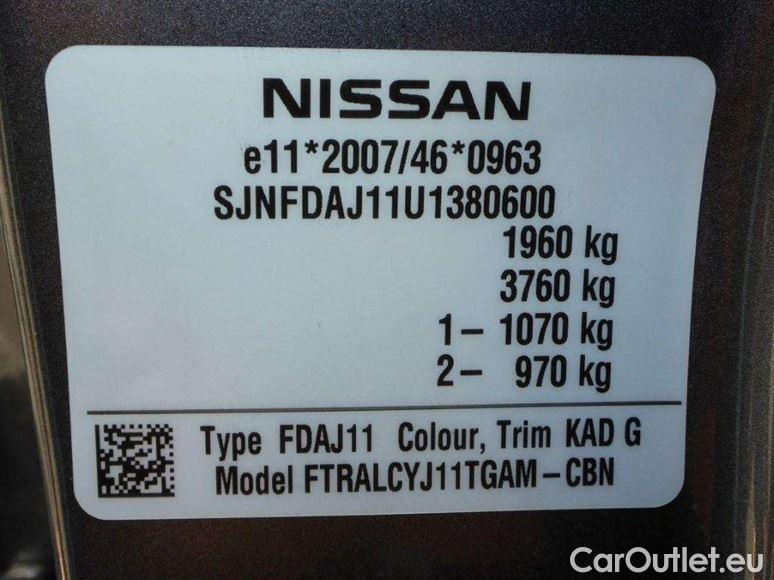 NISSAN
e11*2007/46*0963
SJNFDAJ11U1380600
1960 kg
3760 kg
1– 1070 kg
2– 970 kg
Type FDAJ11 Colour, Trim KAD G
Model FTRALCYJ11TGAM–CBN
CarOutlet.eu